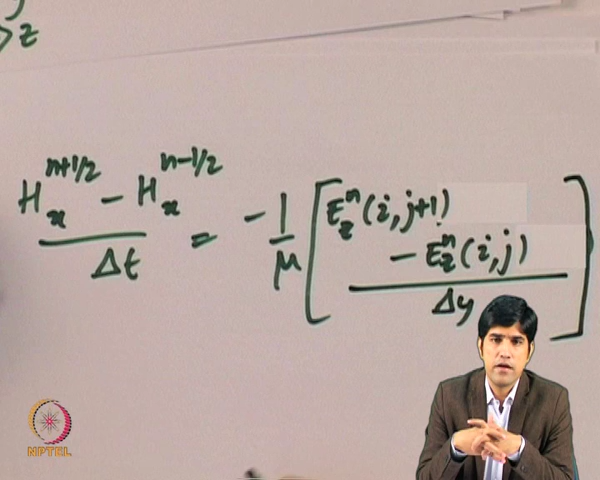 >z
H_x^{n+1/2} - H_x^{n-1/2}
Δt
= -1/μ [ E_z^n(i,j+1)
- E_z^n(i,j)
Δy ]
NPTEL